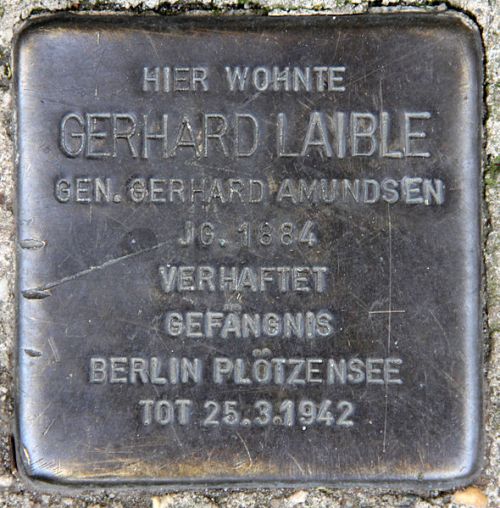 HIER WOHNTE
GERHARD LAIBLE
GEN. GERHARD AMUNDSEN
JG. 1884
VERHAFTET
GEFÄNGNIS
BERLIN PLÖTZENSEE
TOT 25.3.1942